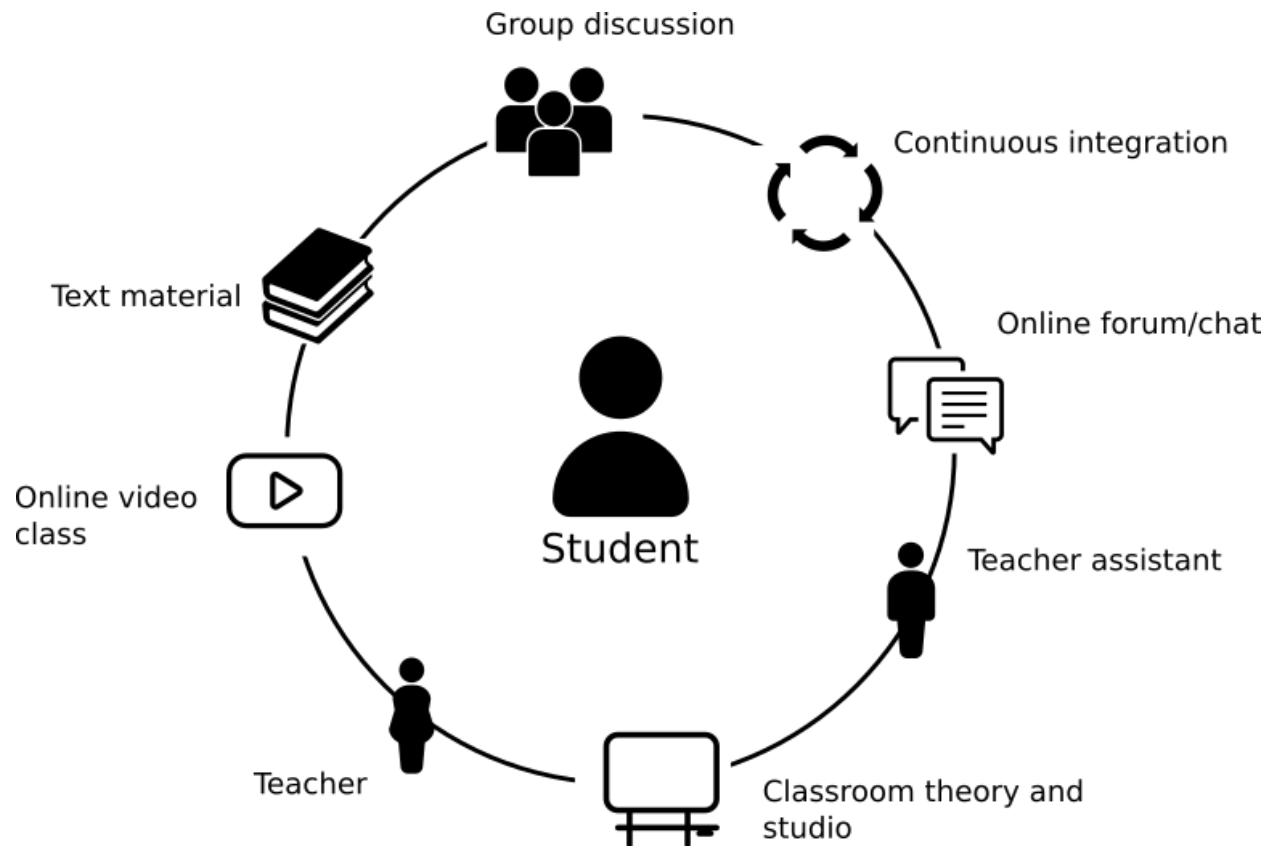 Group discussion
Continuous integration
Text material
Online forum/chat
Online video
class
Student
Teacher assistant
Teacher
Classroom theory and
studio